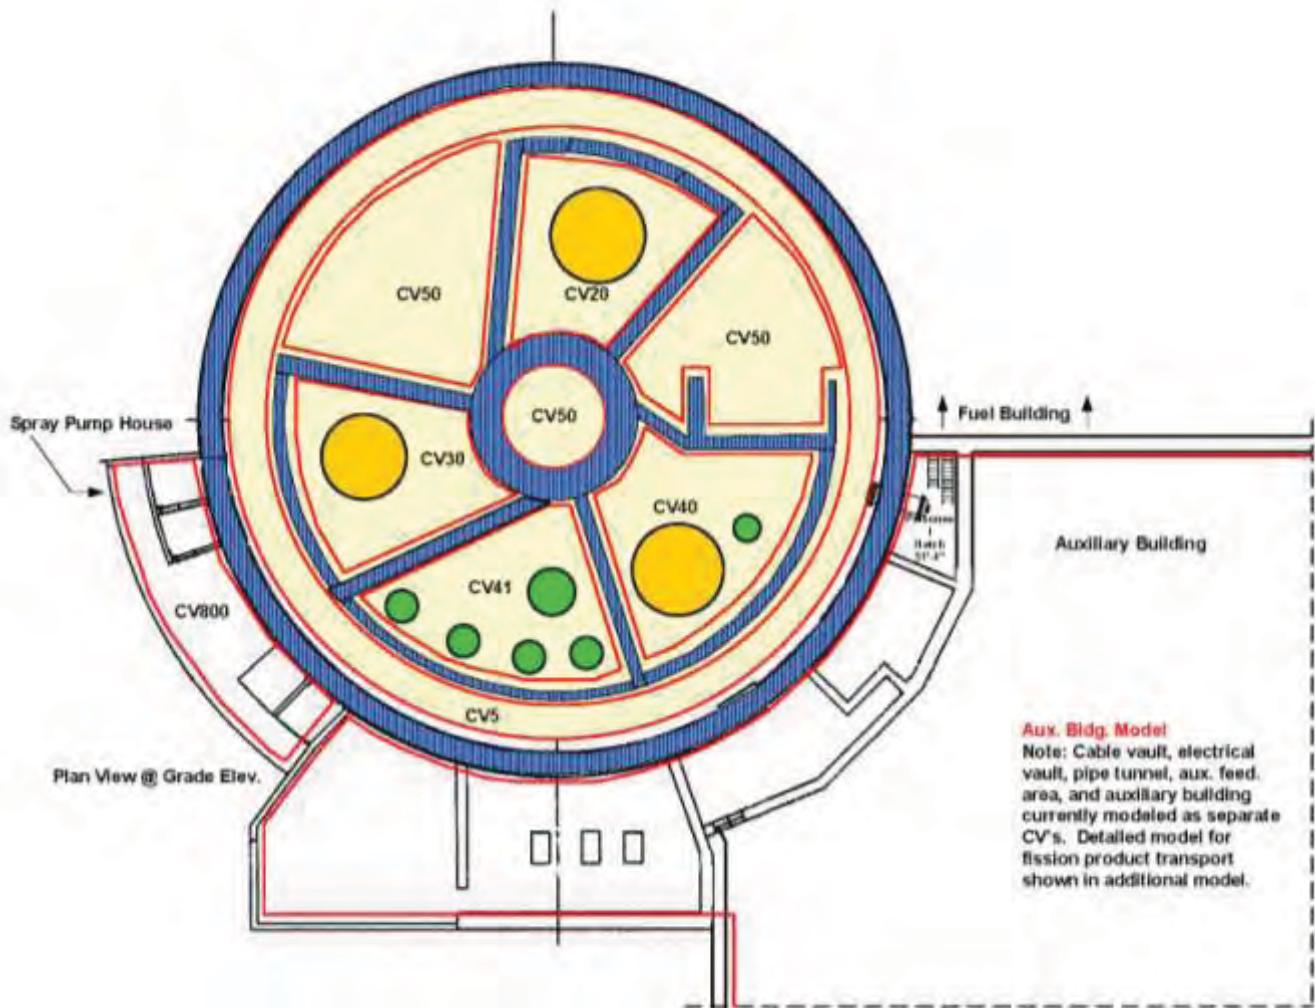 CV50
CV20
CV50
CV50
Spray Pump House
Fuel Building
CV30
CV40
Hatch
Auxiliary Building
CV41
CV800
CV5
Plan View @ Grade Elev.
Aux. Bldg. Model
Note: Cable vault, electrical
vault, pipe tunnel, aux. feed.
area, and auxiliary building
currently modeled as separate
CV's. Detailed model for
fission product transport
shown in additional model.